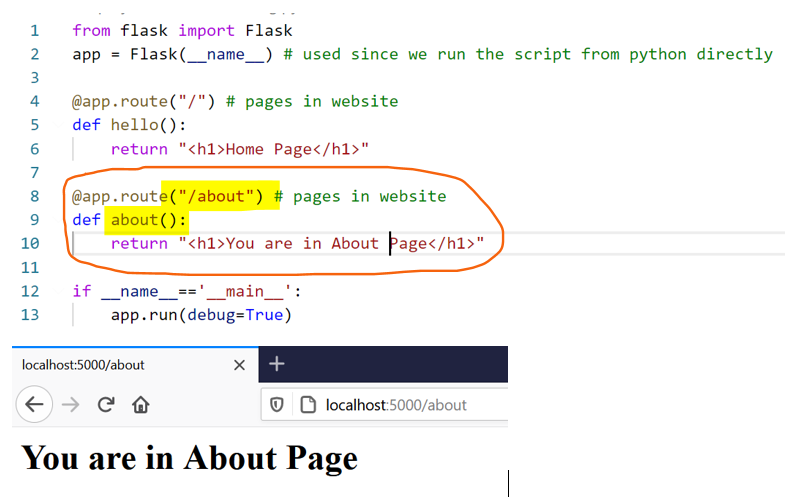 1 from flask import Flask
2 app = Flask(__name__) # used since we run the script from python directly
3
4 @app.route("/") # pages in website
5 def hello():
6 return "<h1>Home Page</h1>"
7
8 @app.route("/about") # pages in website
9 def about():
10 return "<h1>You are in About Page</h1>"
11
12 if __name__=='__main__':
13 app.run(debug=True)
localhost:5000/about
localhost:5000/about
You are in About Page